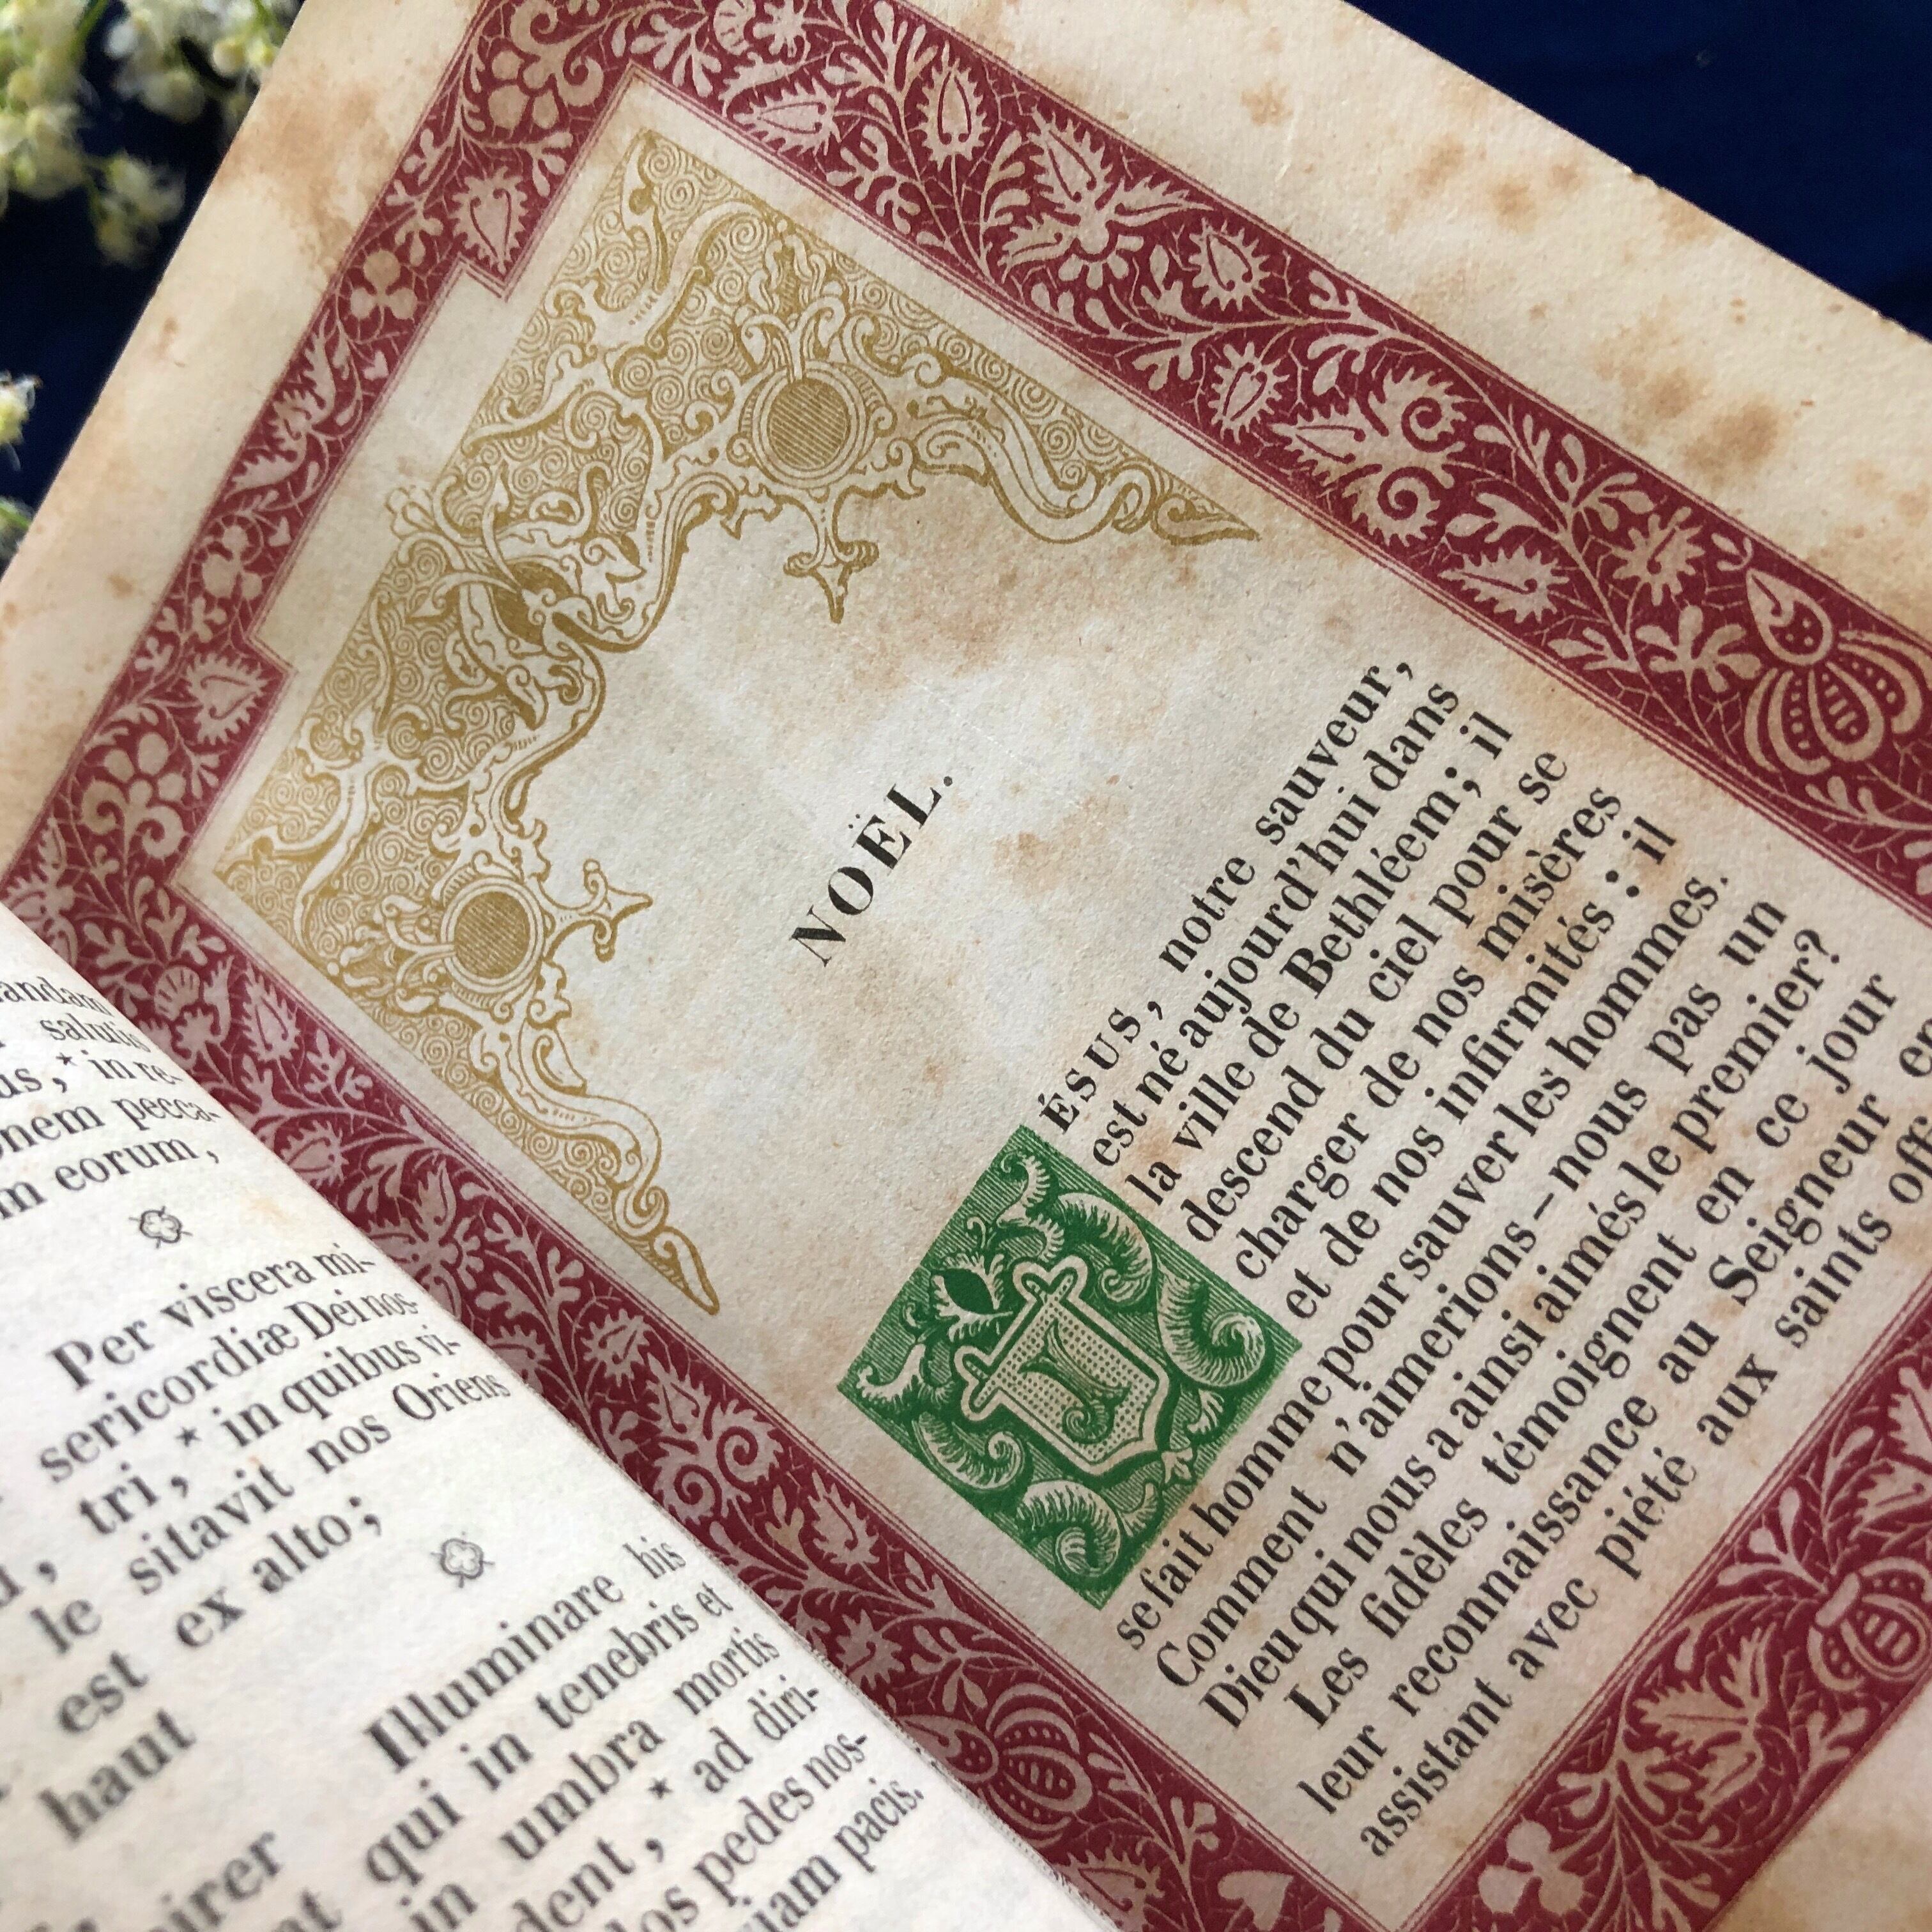 salutis
in re-
pecca-
eorum,
Per viscera mi-
sericordiæ Dei nos-
tri, * in quibus vi-
le sitavit nos Oriens
est ex alto;
haut
Illuminare his
qui in tenebris et
in umbra mortis
dent, * ad diri-
pedes nos-
viam pacis.
NOËL.
JÉSUS, notre sauveur,
est né aujourd'hui dans
la ville de Bethléem; il
descend du ciel pour se
charger de nos misères
et de nos infirmités : il
se fait homme pour sauver les hommes.
Comment n'aimerions-nous pas un
Dieu qui nous a ainsi aimés le premier?
Les fidèles témoignent en ce jour
leur reconnaissance au Seigneur en
assistant avec piété aux saints